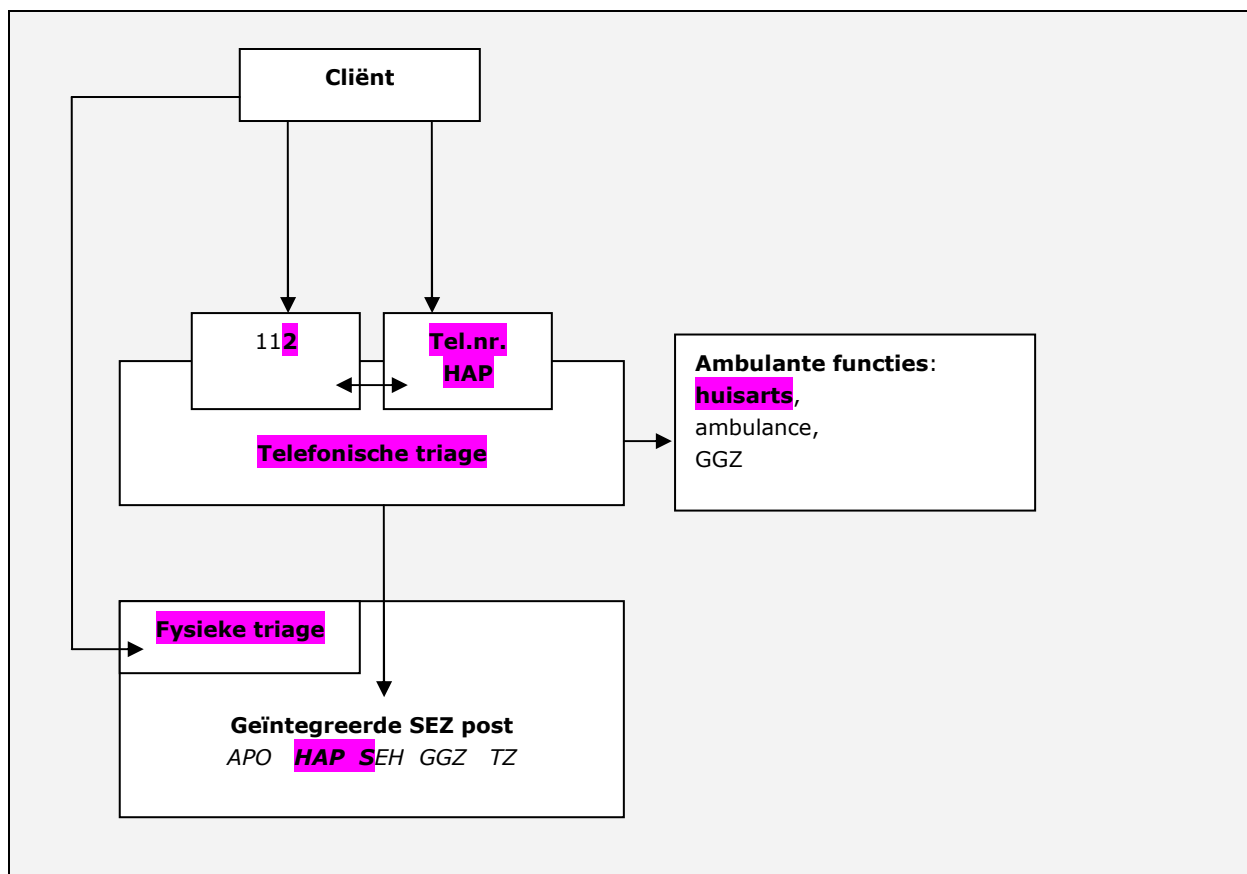 Cliënt
112
Tel.nr.
HAP
Telefonische triage
Ambulante functies:
huisarts,
ambulance,
GGZ
Fysieke triage
Geïntegreerde SEZ post
APO HAP SEH GGZ TZ